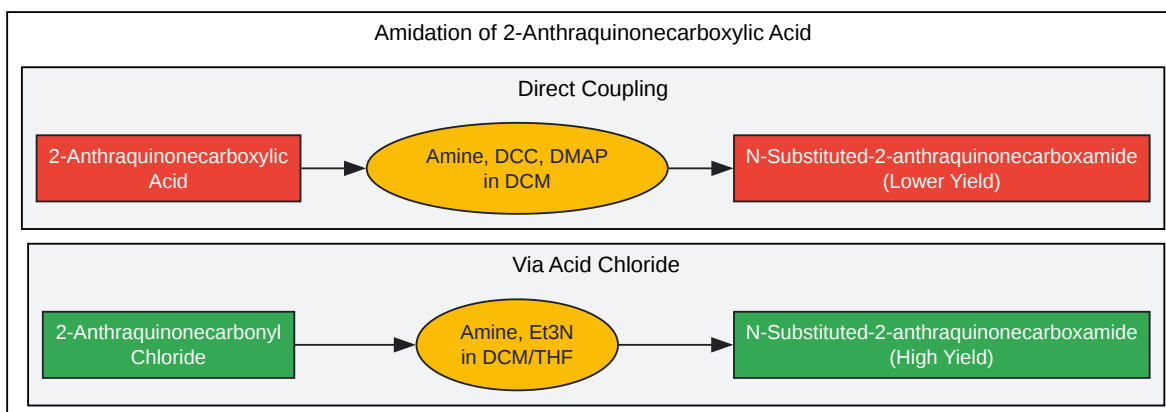 Amidation of 2-Anthraquinonecarboxylic Acid
Direct Coupling
2-Anthraquinonecarboxylic
Acid
Amine, DCC, DMAP
in DCM
N-Substituted-2-anthraquinonecarboxamide
(Lower Yield)
Via Acid Chloride
2-Anthraquinonecarbonyl
Chloride
Amine, Et3N
in DCM/THF
N-Substituted-2-anthraquinonecarboxamide
(High Yield)